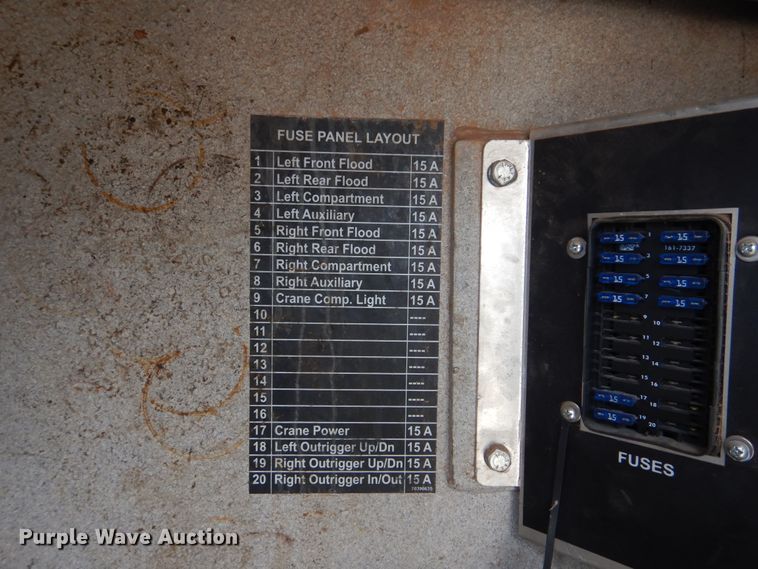 FUSE PANEL LAYOUT
1 Left Front Flood 15 A
2 Left Rear Flood 15 A
3 Left Compartment 15 A
4 Left Auxiliary 15 A
5 Right Front Flood 15 A
6 Right Rear Flood 15 A
7 Right Compartment 15 A
8 Right Auxiliary 15 A
9 Crane Comp. Light 15 A
10 ----
11 ----
12 ----
13 ----
14 ----
15 ----
16 ----
17 Crane Power 15 A
18 Left Outrigger Up/Dn 15 A
19 Right Outrigger Up/Dn 15 A
20 Right Outrigger In/Out 15 A
15 1 15
161-7337
15 3 15
15 5
15 7 15
9 10
11 12
13 14
15 16
15 17 18
15 19 20
FUSES
Purple Wave Auction